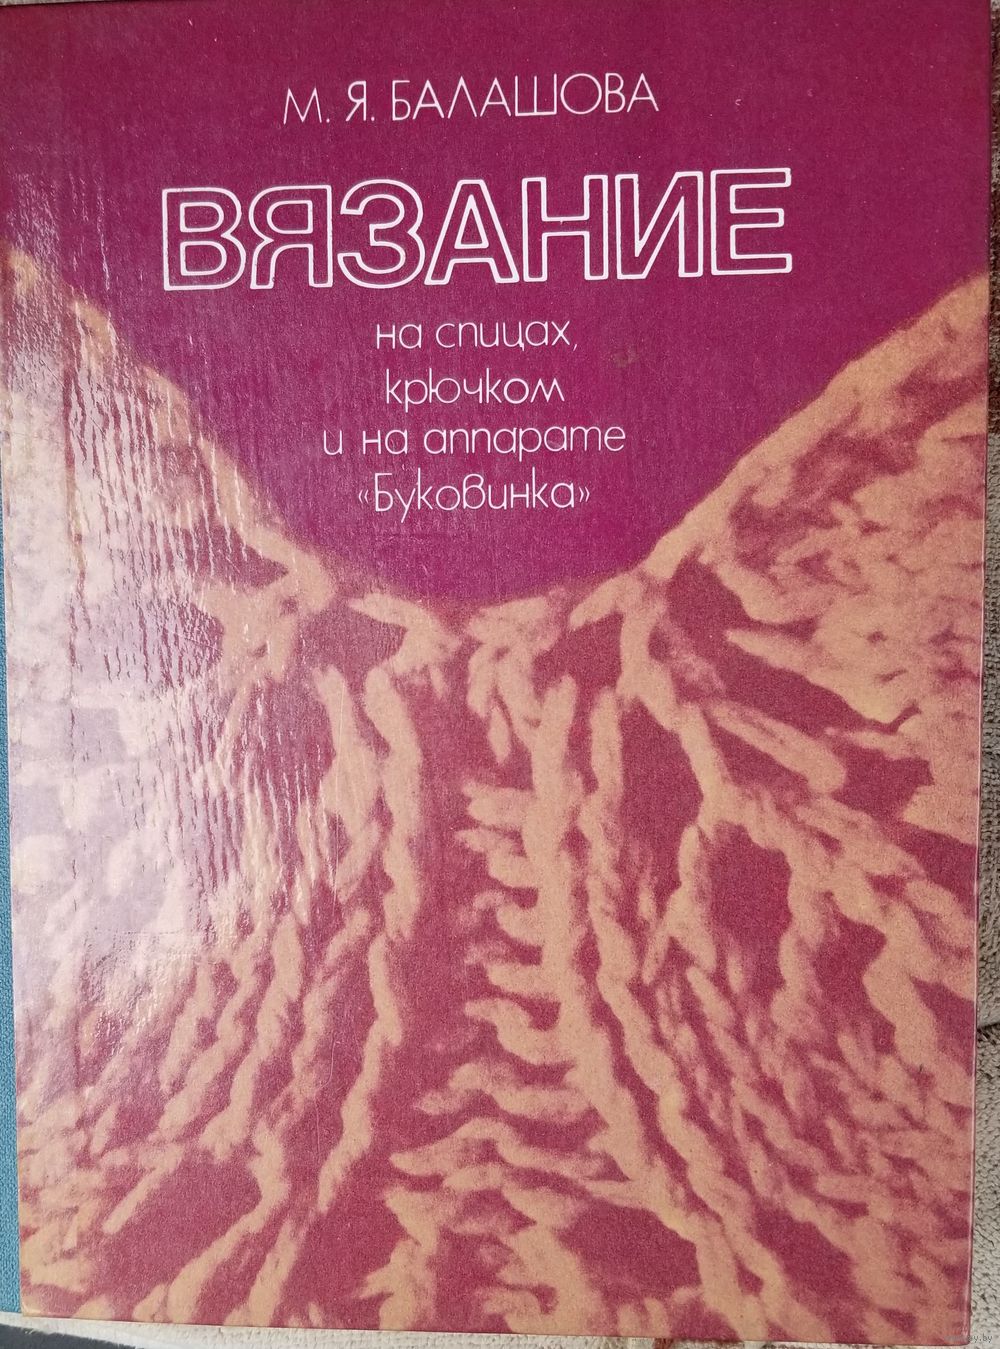 М. Я. БАЛАШОВА
ВЯЗАНИЕ
на спицах,
крючком
и на аппарате
«Буковинка»